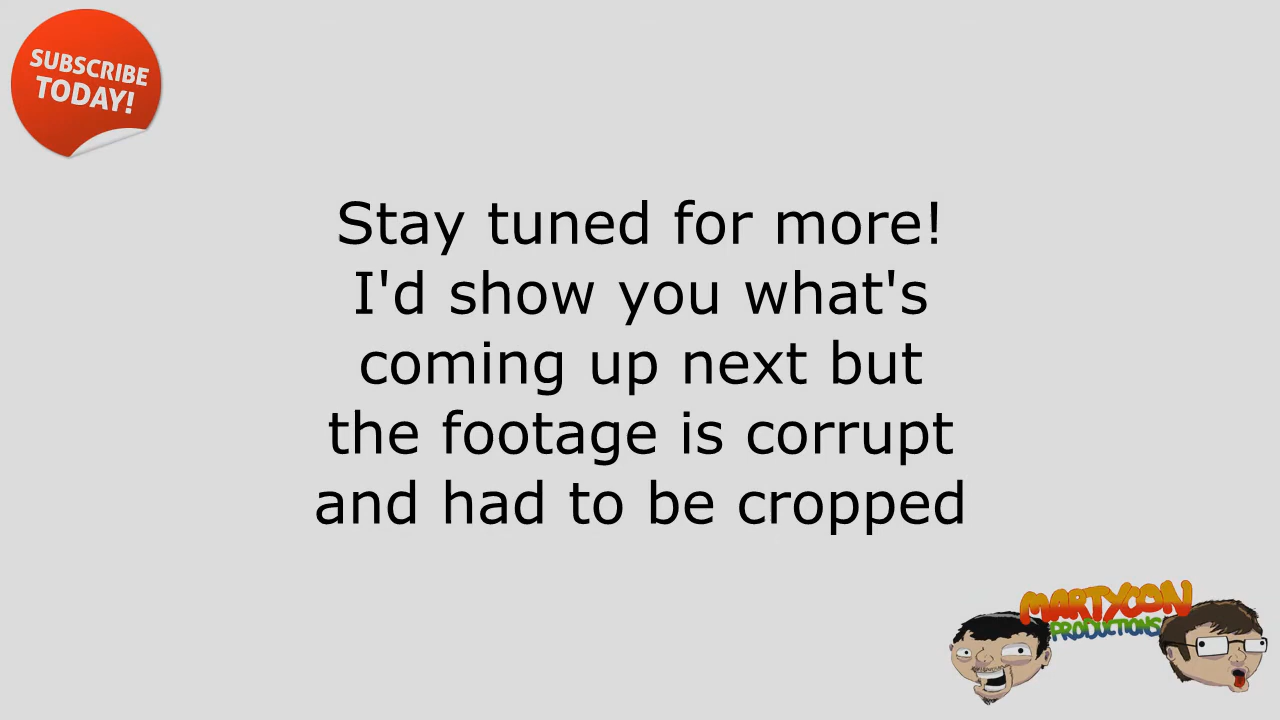 SUBSCRIBE
TODAY!
Stay tuned for more!
I'd show you what's
coming up next but
the footage is corrupt
and had to be cropped
MARTYCON
PRODUCTIONS